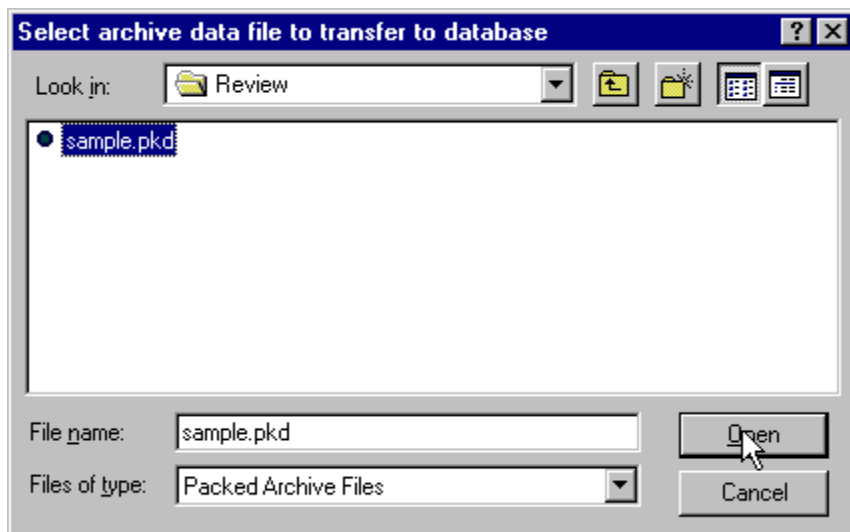 Select archive data file to transfer to database
Look in: Review
sample.pkd
File name: sample.pkd Open
Files of type: Packed Archive Files Cancel